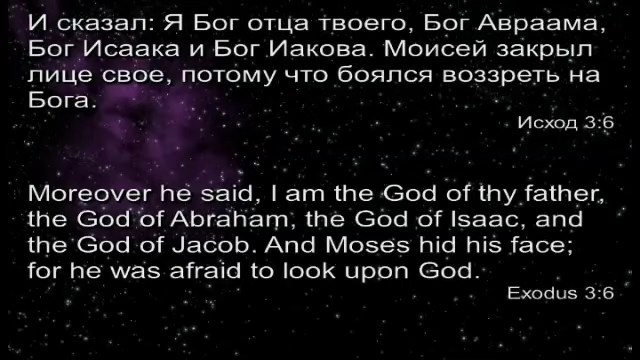 И сказал: Я Бог отца твоего, Бог Авраама,
Бог Исаака и Бог Иакова. Моисей закрыл
лице свое, потому что боялся воззреть на
Бога.
Исход 3:6
Moreover he said, I am the God of thy father,
the God of Abraham, the God of Isaac, and
the God of Jacob. And Moses hid his face;
for he was afraid to look upon God.
Exodus 3:6